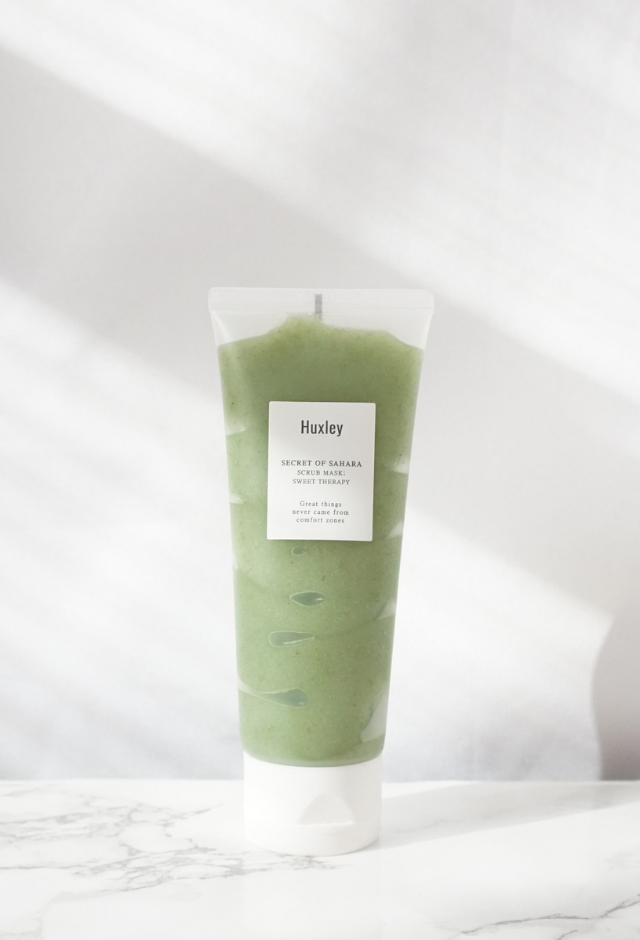 Huxley
SECRET OF SAHARA
SCRUB MASK;
SWEET THERAPY
Great things
never came from
comfort zones